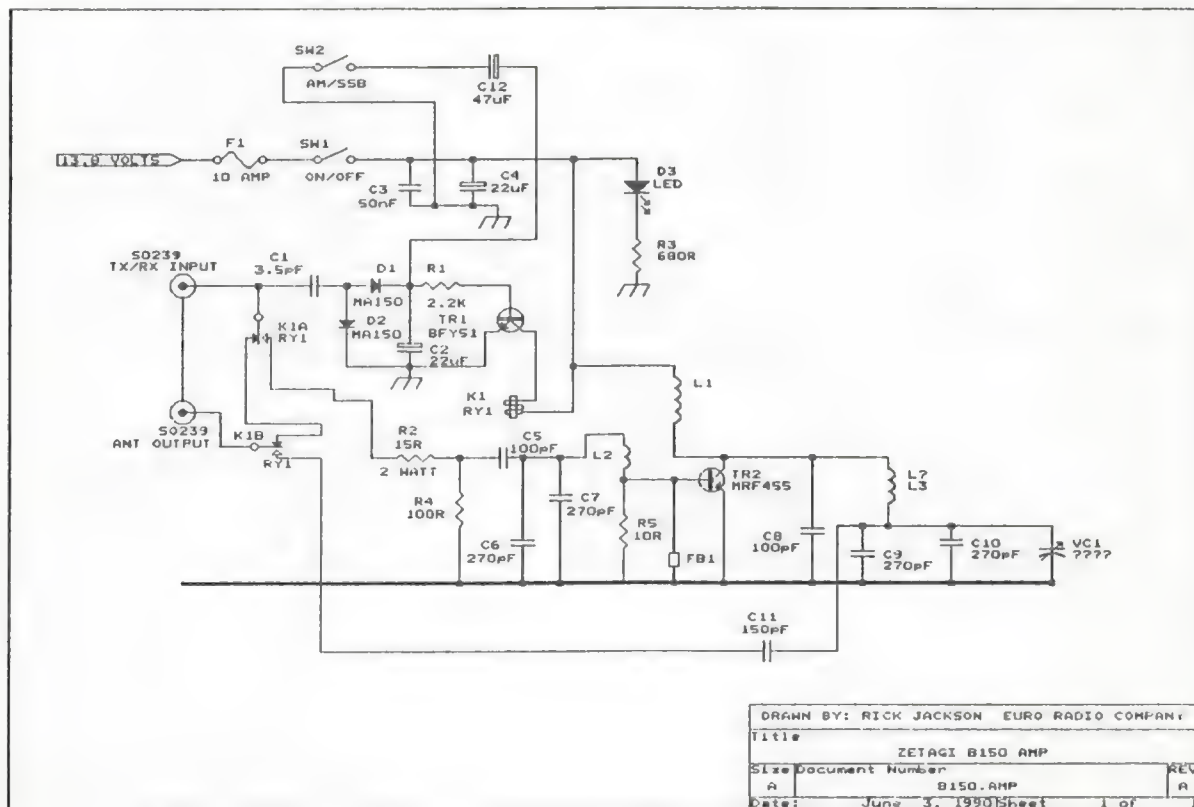 SW2
AM/SSB
C12
47uF
13.8 VOLTS
F1
10 AMP
SW1
ON/OFF
C3
50nF
C4
22uF
D3
LED
R3
680R
SO239
TX/RX INPUT
C1
3.5pF
D1
MA150
R1
2.2K
D2
MA150
TR1
BFY51
K1A
RY1
C2
22uF
K1
RY1
L1
SO239
ANT OUTPUT
K1B
RY1
R2
15R
2 WATT
C5
100pF
L2
TR2
MRF455
L?
L3
R4
100R
C7
270pF
C6
270pF
R5
10R
FB1
C8
100pF
C9
270pF
C10
270pF
VC1
????
C11
150pF
DRAWN BY: RICK JACKSON EURO RADIO COMPANY
Title
ZETAGI B150 AMP
Size Document Number REV
A B150.AMP A
Date: June 3, 1990 Sheet 1 of